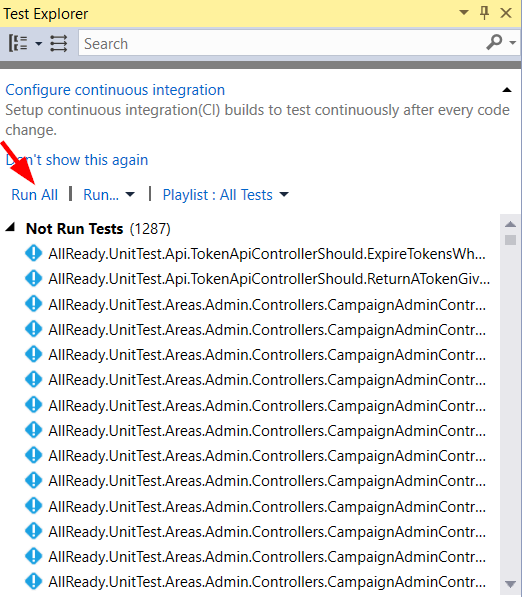 Test Explorer
Search
Configure continuous integration
Setup continuous integration(CI) builds to test continuously after every code
change.
Don't show this again
Run All | Run... | Playlist : All Tests
Not Run Tests (1287)
AllReady.UnitTest.Api.TokenApiControllerShould.ExpireTokensWh...
AllReady.UnitTest.Api.TokenApiControllerShould.ReturnATokenGiv...
AllReady.UnitTest.Areas.Admin.Controllers.CampaignAdminContr...
AllReady.UnitTest.Areas.Admin.Controllers.CampaignAdminContr...
AllReady.UnitTest.Areas.Admin.Controllers.CampaignAdminContr...
AllReady.UnitTest.Areas.Admin.Controllers.CampaignAdminContr...
AllReady.UnitTest.Areas.Admin.Controllers.CampaignAdminContr...
AllReady.UnitTest.Areas.Admin.Controllers.CampaignAdminContr...
AllReady.UnitTest.Areas.Admin.Controllers.CampaignAdminContr...
AllReady.UnitTest.Areas.Admin.Controllers.CampaignAdminContr...
AllReady.UnitTest.Areas.Admin.Controllers.CampaignAdminContr...
AllReady.UnitTest.Areas.Admin.Controllers.CampaignAdminContr...
AllReady.UnitTest.Areas.Admin.Controllers.CampaignAdminContr...
AllReady.UnitTest.Areas.Admin.Controllers.CampaignAdminContr...